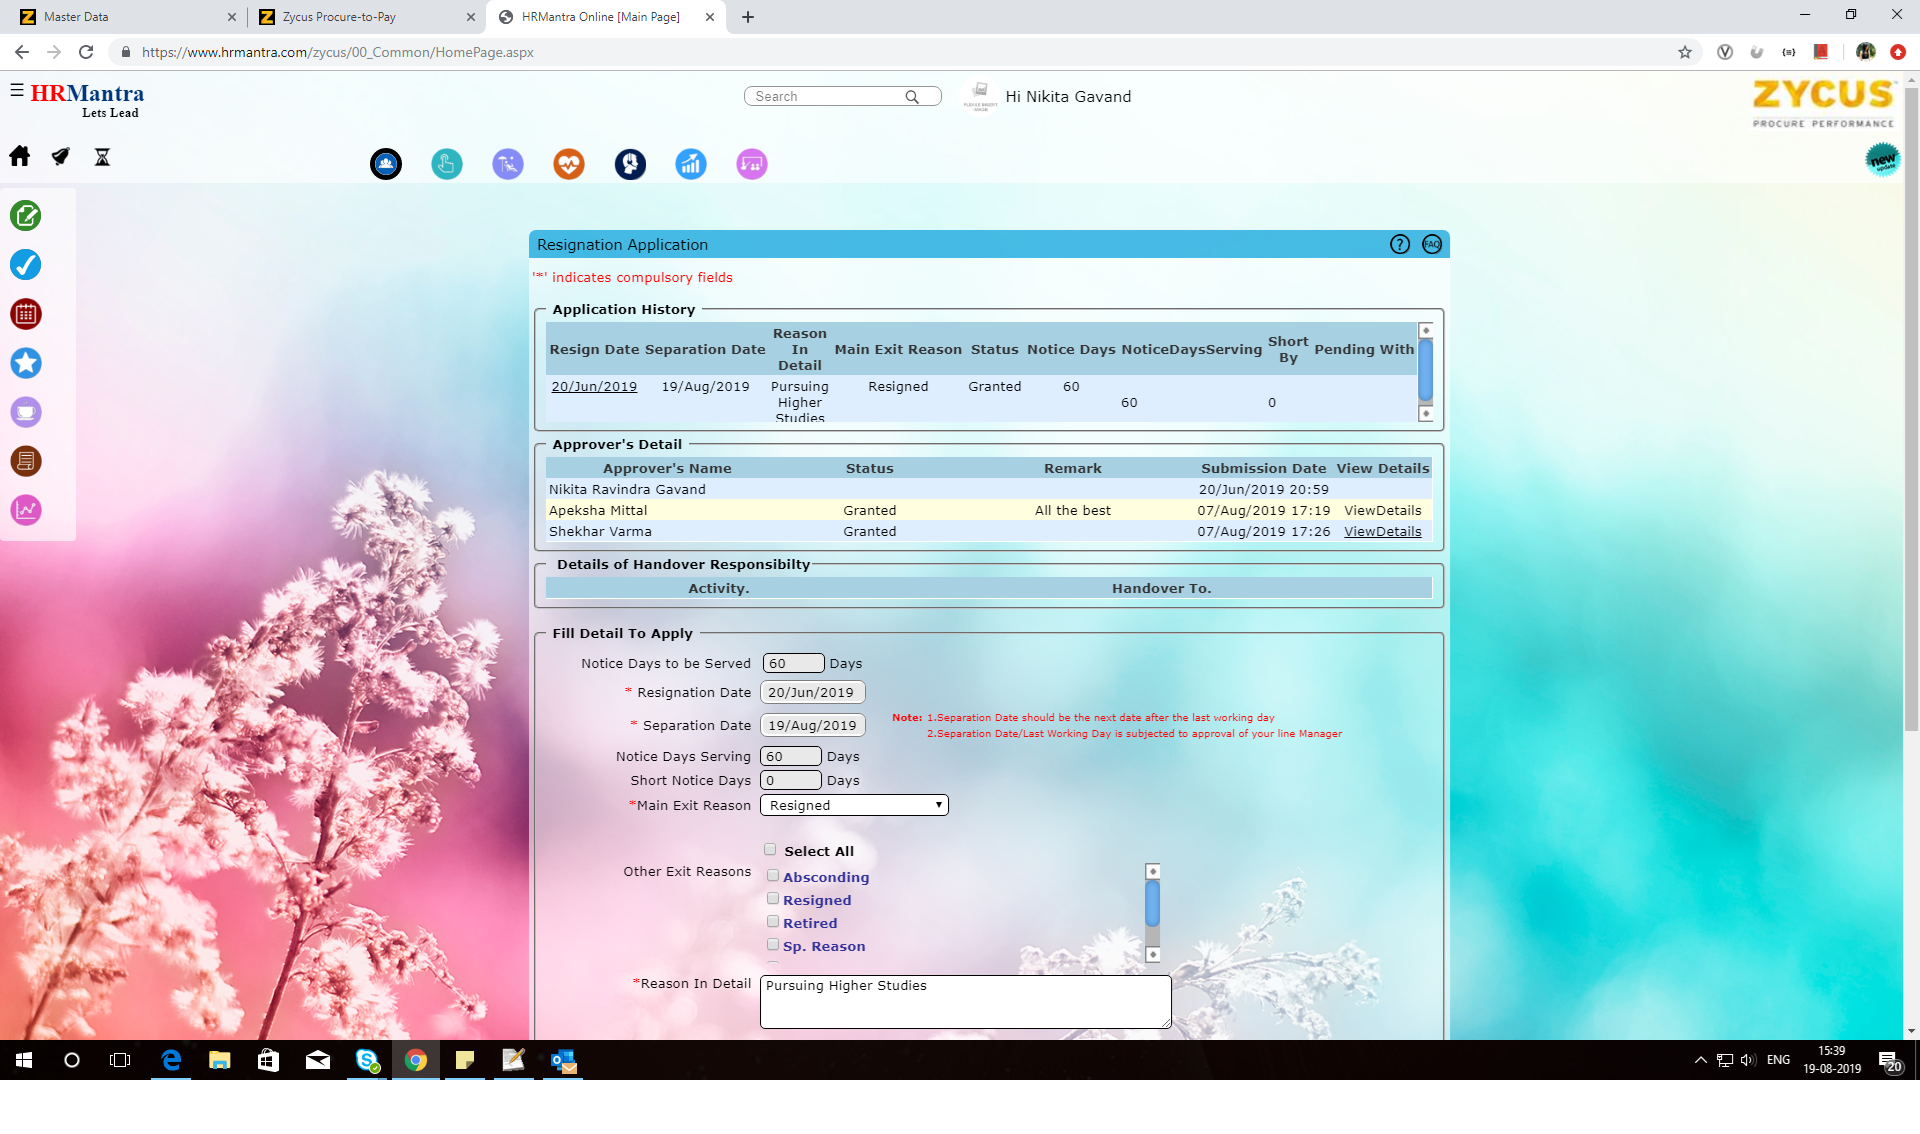 Master Data
Zycus Procure-to-Pay
HRMantra Online [Main Page]
https://www.hrmantra.com/zycus/00_Common/HomePage.aspx
HRMantra
Lets Lead
Search
Hi Nikita Gavand
ZYCUS
PROCURE PERFORMANCE
new
update
Resignation Application
?
FAQ
'*' indicates compulsory fields
Application History
Resign Date Separation Date Reason In Detail Main Exit Reason Status Notice Days NoticeDaysServing Short By Pending With
20/Jun/2019 19/Aug/2019 Pursuing Higher Studies Resigned Granted 60 60 0
Approver's Detail
Approver's Name Status Remark Submission Date View Details
Nikita Ravindra Gavand 20/Jun/2019 20:59
Apeksha Mittal Granted All the best 07/Aug/2019 17:19 ViewDetails
Shekhar Varma Granted 07/Aug/2019 17:26 ViewDetails
Details of Handover Responsibilty
Activity. Handover To.
Fill Detail To Apply
Notice Days to be Served 60 Days
* Resignation Date 20/Jun/2019
* Separation Date 19/Aug/2019
Note: 1.Separation Date should be the next date after the last working day
2.Separation Date/Last Working Day is subjected to approval of your line Manager
Notice Days Serving 60 Days
Short Notice Days 0 Days
*Main Exit Reason Resigned
Select All
Other Exit Reasons
Absconding
Resigned
Retired
Sp. Reason
*Reason In Detail Pursuing Higher Studies
ENG
15:39
19-08-2019
20